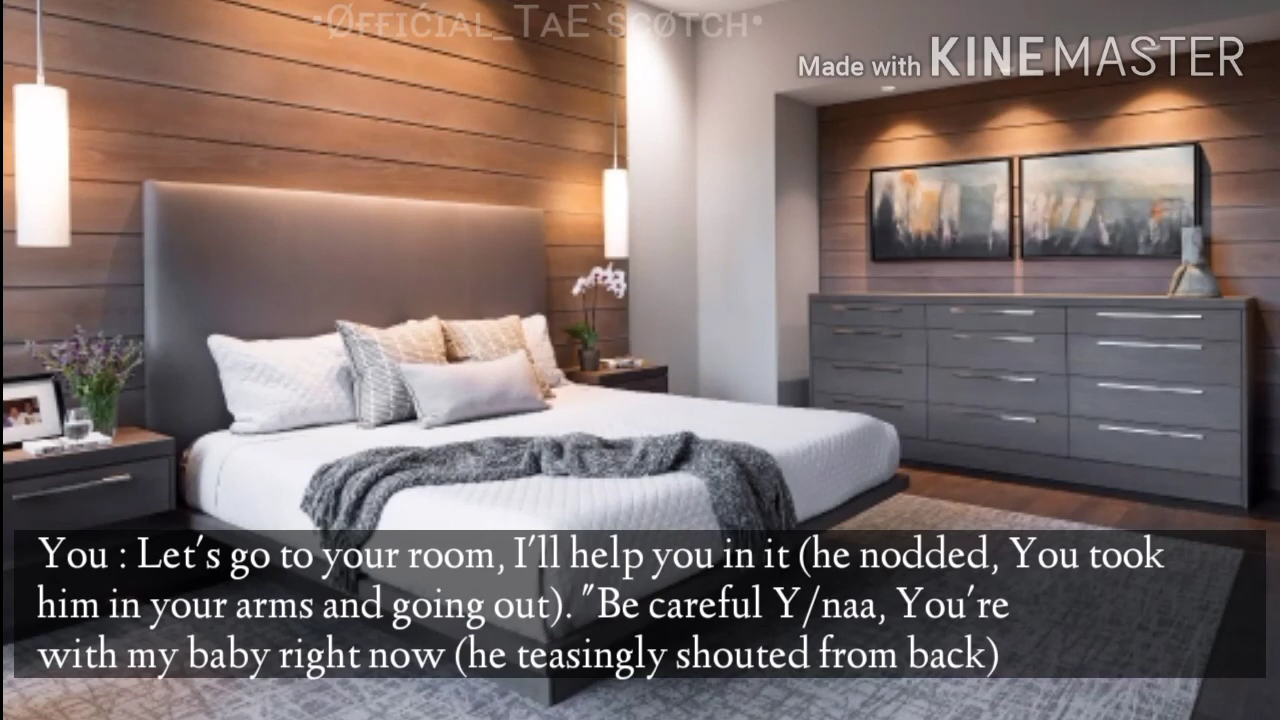 •Øғғićiał_TaE`scøtch•
Made with KINEMASTER
You : Let's go to your room, I'll help you in it (he nodded, You took
him in your arms and going out). "Be careful Y/naa, You're
with my baby right now (he teasingly shouted from back)